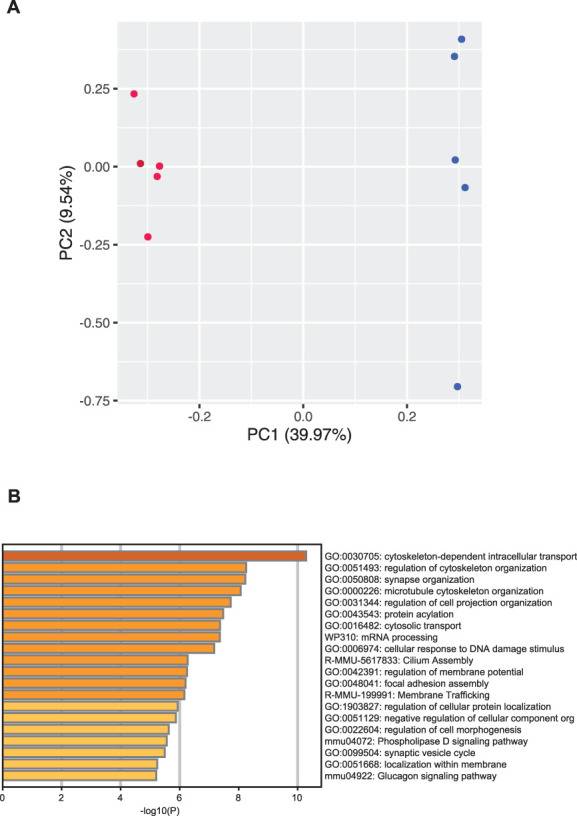 A
0.25
0.00
-0.25
-0.50
-0.75
PC2 (9.54%)
-0.2 0.0 0.2
PC1 (39.97%)
B
GO:0030705: cytoskeleton-dependent intracellular transport
GO:0051493: regulation of cytoskeleton organization
GO:0050808: synapse organization
GO:0000226: microtubule cytoskeleton organization
GO:0031344: regulation of cell projection organization
GO:0043543: protein acylation
GO:0016482: cytosolic transport
WP310: mRNA processing
GO:0006974: cellular response to DNA damage stimulus
R-MMU-5617833: Cilium Assembly
GO:0042391: regulation of membrane potential
GO:0048041: focal adhesion assembly
R-MMU-199991: Membrane Trafficking
GO:1903827: regulation of cellular protein localization
GO:0051129: negative regulation of cellular component org
GO:0022604: regulation of cell morphogenesis
mmu04072: Phospholipase D signaling pathway
GO:0099504: synaptic vesicle cycle
GO:0051668: localization within membrane
mmu04922: Glucagon signaling pathway
0 2 4 6 8 10
-log10(P)